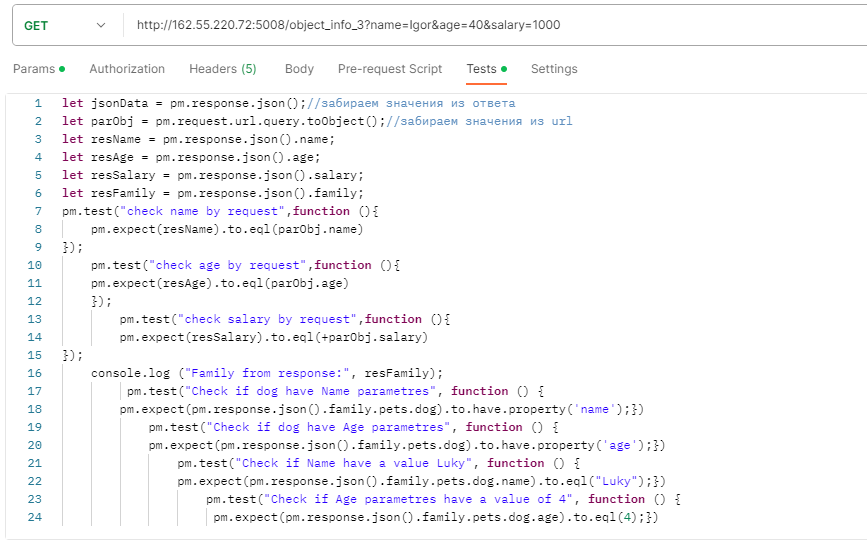 GET http://162.55.220.72:5008/object_info_3?name=Igor&age=40&salary=1000
Params Authorization Headers (5) Body Pre-request Script Tests Settings
1 let jsonData = pm.response.json();//забираем значения из ответа
2 let parObj = pm.request.url.query.toObject();//забираем значения из url
3 let resName = pm.response.json().name;
4 let resAge = pm.response.json().age;
5 let resSalary = pm.response.json().salary;
6 let resFamily = pm.response.json().family;
7 pm.test("check name by request",function (){
8 pm.expect(resName).to.eql(parObj.name)
9 });
10 pm.test("check age by request",function (){
11 pm.expect(resAge).to.eql(parObj.age)
12 });
13 pm.test("check salary by request",function (){
14 pm.expect(resSalary).to.eql(+parObj.salary)
15 });
16 console.log ("Family from response:", resFamily);
17 pm.test("Check if dog have Name parametres", function () {
18 pm.expect(pm.response.json().family.pets.dog).to.have.property('name');})
19 pm.test("Check if dog have Age parametres", function () {
20 pm.expect(pm.response.json().family.pets.dog).to.have.property('age');})
21 pm.test("Check if Name have a value Luky", function () {
22 pm.expect(pm.response.json().family.pets.dog.name).to.eql("Luky");})
23 pm.test("Check if Age parametres have a value of 4", function () {
24 pm.expect(pm.response.json().family.pets.dog.age).to.eql(4);})